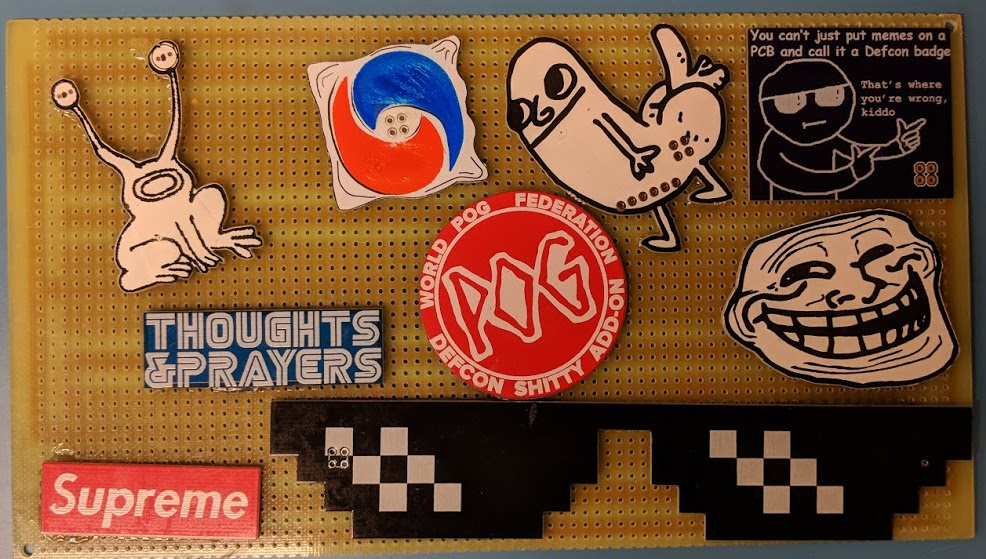 You can't just put memes on a
PCB and call it a Defcon badge
That's where
you're wrong,
kiddo
WORLD POG FEDERATION
POG
DEFCON SHITTY ADD-ON
THOUGHTS
&PRAYERS
Supreme